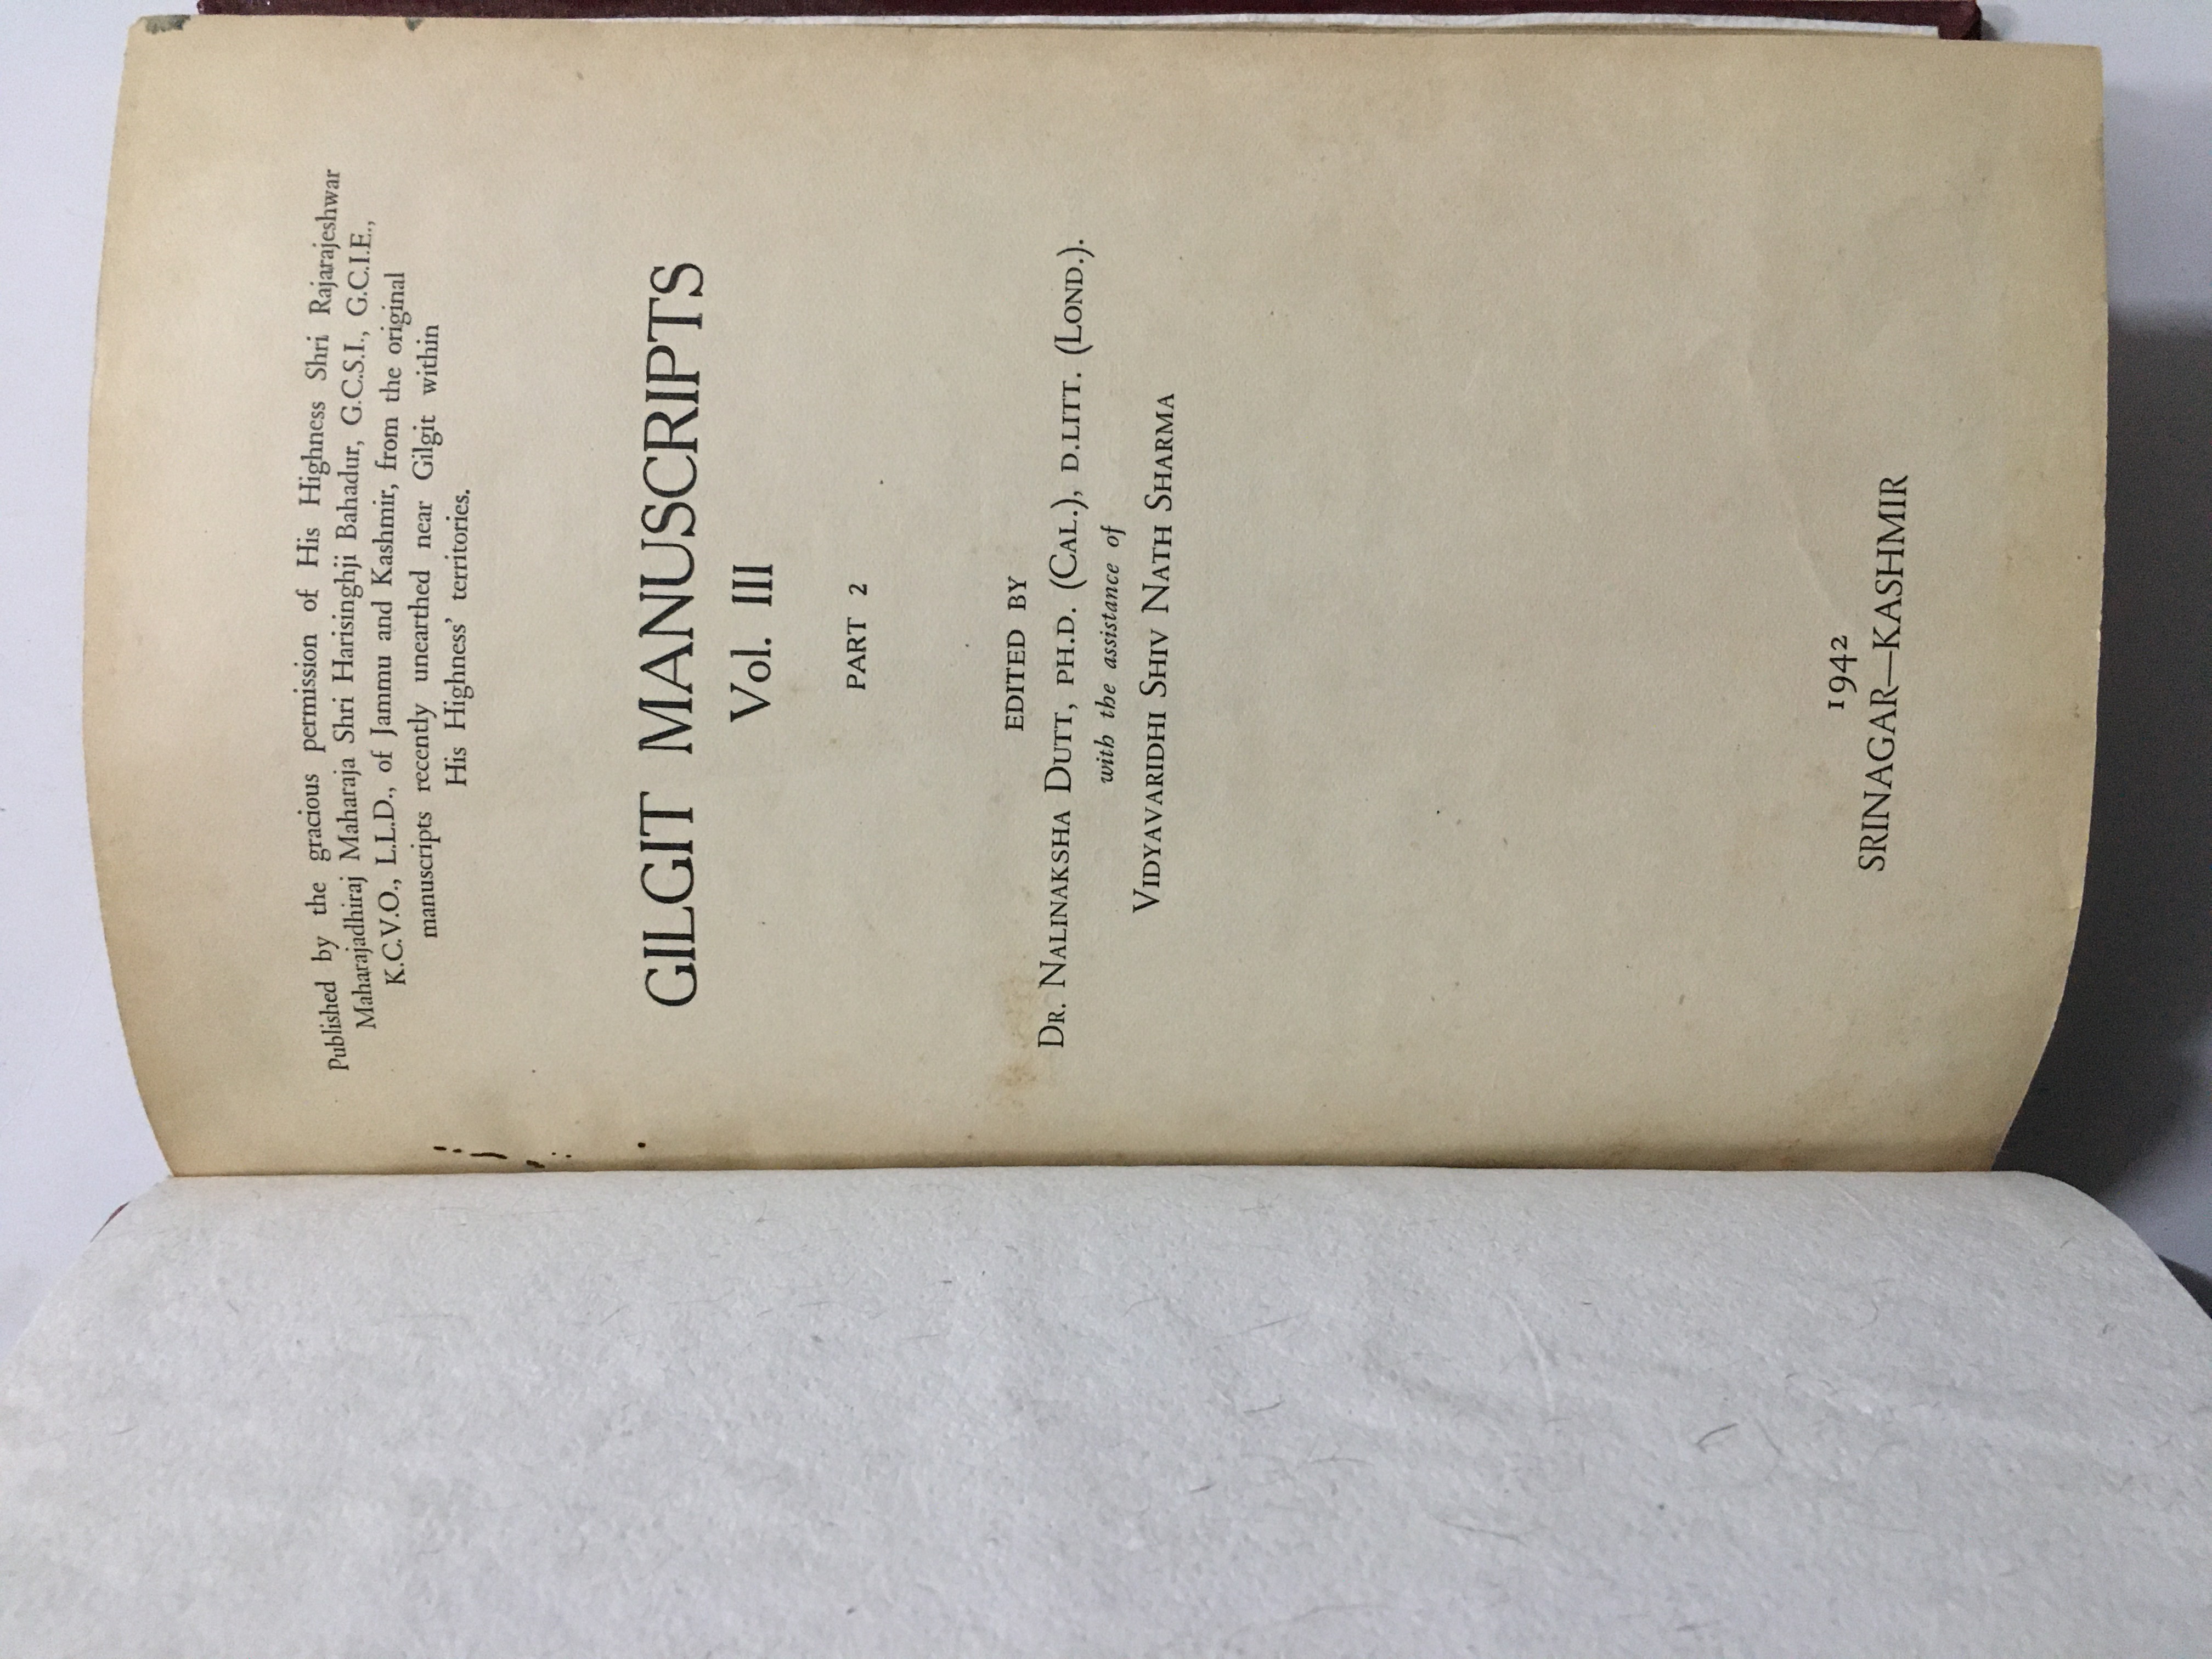 Published by the gracious permission of His Highness Shri Rajarajeshwar
Maharajadhiraj Maharaja Shri Harisinghji Bahadur, G.C.S.I., G.C.I.E.,
K.C.V.O., L.L.D., of Jammu and Kashmir, from the original
manuscripts recently unearthed near Gilgit within
His Highness' territories.
GILGIT MANUSCRIPTS
Vol. III
PART 2
EDITED BY
DR. NALINAKSHA DUTT, PH.D. (CAL.), D.LITT. (LOND.).
with the assistance of
VIDYAVARIDHI SHIV NATH SHARMA
1942
SRINAGAR—KASHMIR